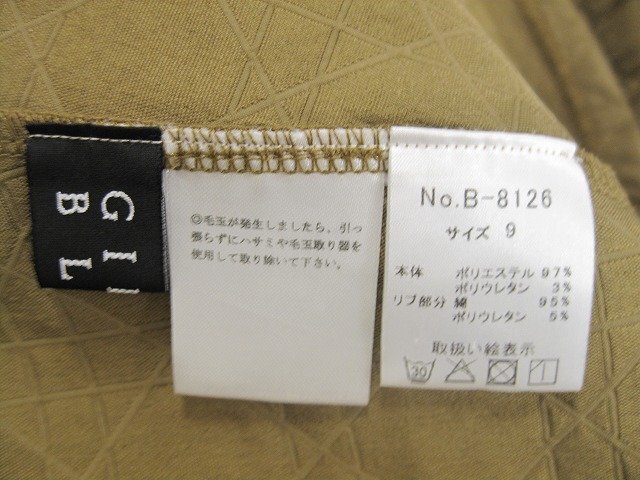 GI
BL
◎毛玉が発生しましたら、引っ
張らずにハサミや毛玉取り器を
使用して取り除いて下さい。
No.B-8126
サイズ 9
本体 ポリエステル 97%
ポリウレタン 3%
リブ部分 綿 95%
ポリウレタン 5%
取扱い絵表示
30